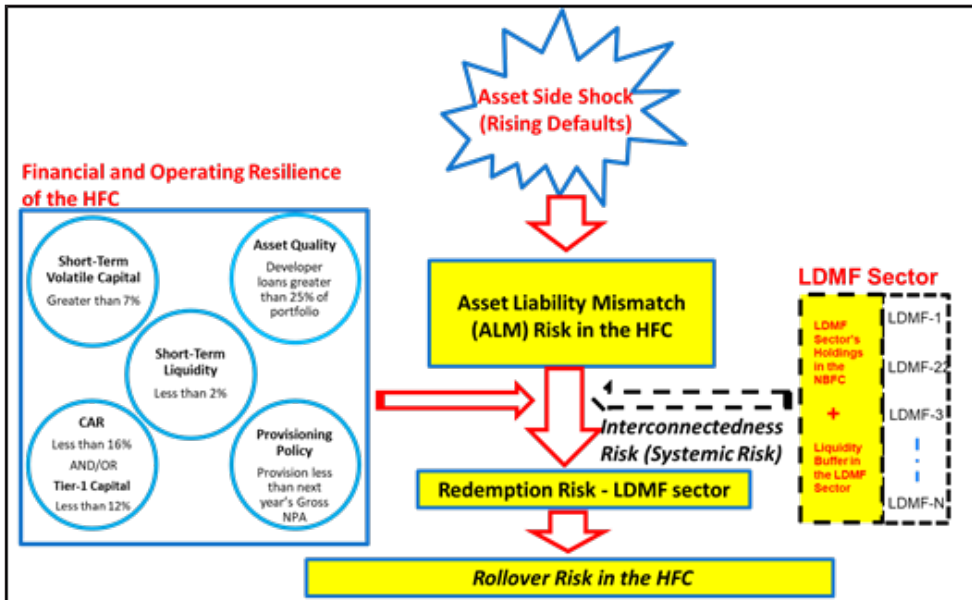 Asset Side Shock
(Rising Defaults)
Financial and Operating Resilience
of the HFC
Short-Term
Volatile Capital
Greater than 7%
Asset Quality
Developer
loans greater
than 25% of
portfolio
Short-Term
Liquidity
Less than 2%
CAR
Less than 16%
AND/OR
Tier-1 Capital
Less than 12%
Provisioning
Policy
Provision less
than next
year's Gross
NPA
Asset Liability Mismatch
(ALM) Risk in the HFC
Interconnectedness
Risk (Systemic Risk)
Redemption Risk - LDMF sector
Rollover Risk in the HFC
LDMF Sector
LDMF
Sector's
Holdings
in the
NBFC
+
Liquidity
Buffer in
the LDMF
Sector
LDMF-1
LDMF-22
LDMF-3
LDMF-N